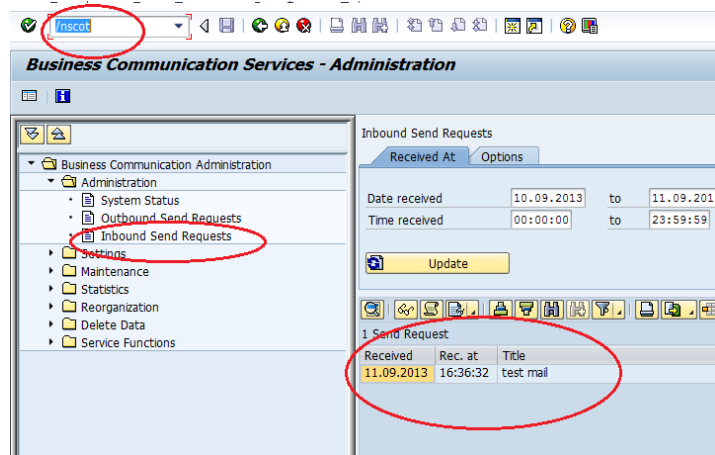 /nscot
Business Communication Services - Administration
Inbound Send Requests
Received At Options
Business Communication Administration
Administration
System Status
Outbound Send Requests
Inbound Send Requests
Settings
Maintenance
Statistics
Reorganization
Delete Data
Service Functions
Date received 10.09.2013 to 11.09.201
Time received 00:00:00 to 23:59:59
Update
1 Send Request
Received Rec. at Title
11.09.2013 16:36:32 test mail